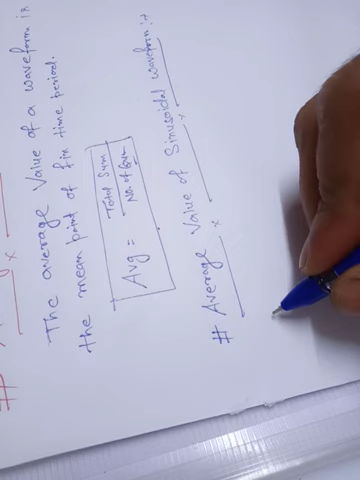 #
The average Value of a waveform is
the mean point of fin time period.
Avg = Total Sum
No. of
# Average Value of Sinusoidal waveform :→